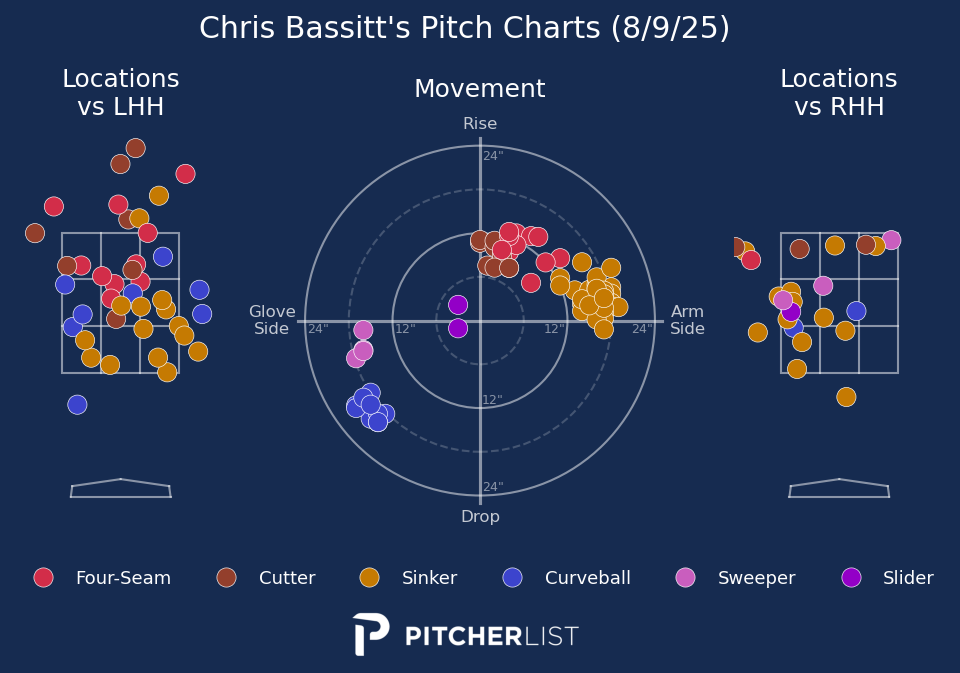 Chris Bassitt's Pitch Charts (8/9/25)
Locations
vs LHH
Movement
Locations
vs RHH
Rise
24"
Glove
Side
24"
12"
12"
24"
Arm
Side
12"
24"
Drop
Four-Seam
Cutter
Sinker
Curveball
Sweeper
Slider
PITCHERLIST